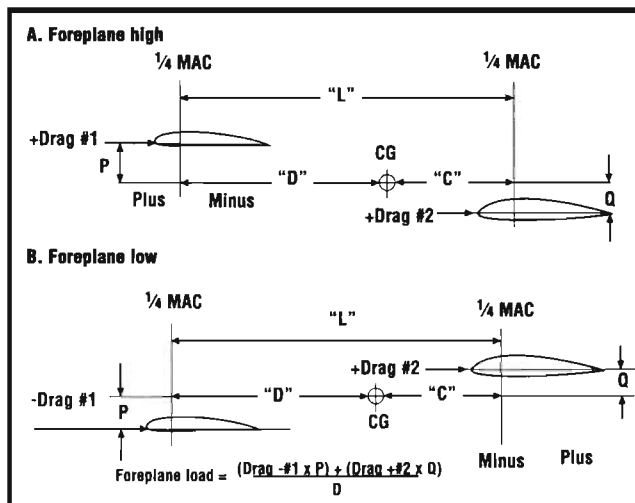 A. Foreplane high
¼ MAC
¼ MAC
“L”
+Drag #1
P
CG
“D”
“C”
Q
Plus
Minus
+Drag #2
B. Foreplane low
¼ MAC
¼ MAC
“L”
+Drag #2
Q
-Drag #1
P
“D”
“C”
CG
Minus
Plus
Foreplane load = (Drag -#1 x P) + (Drag +#2 x Q)
D